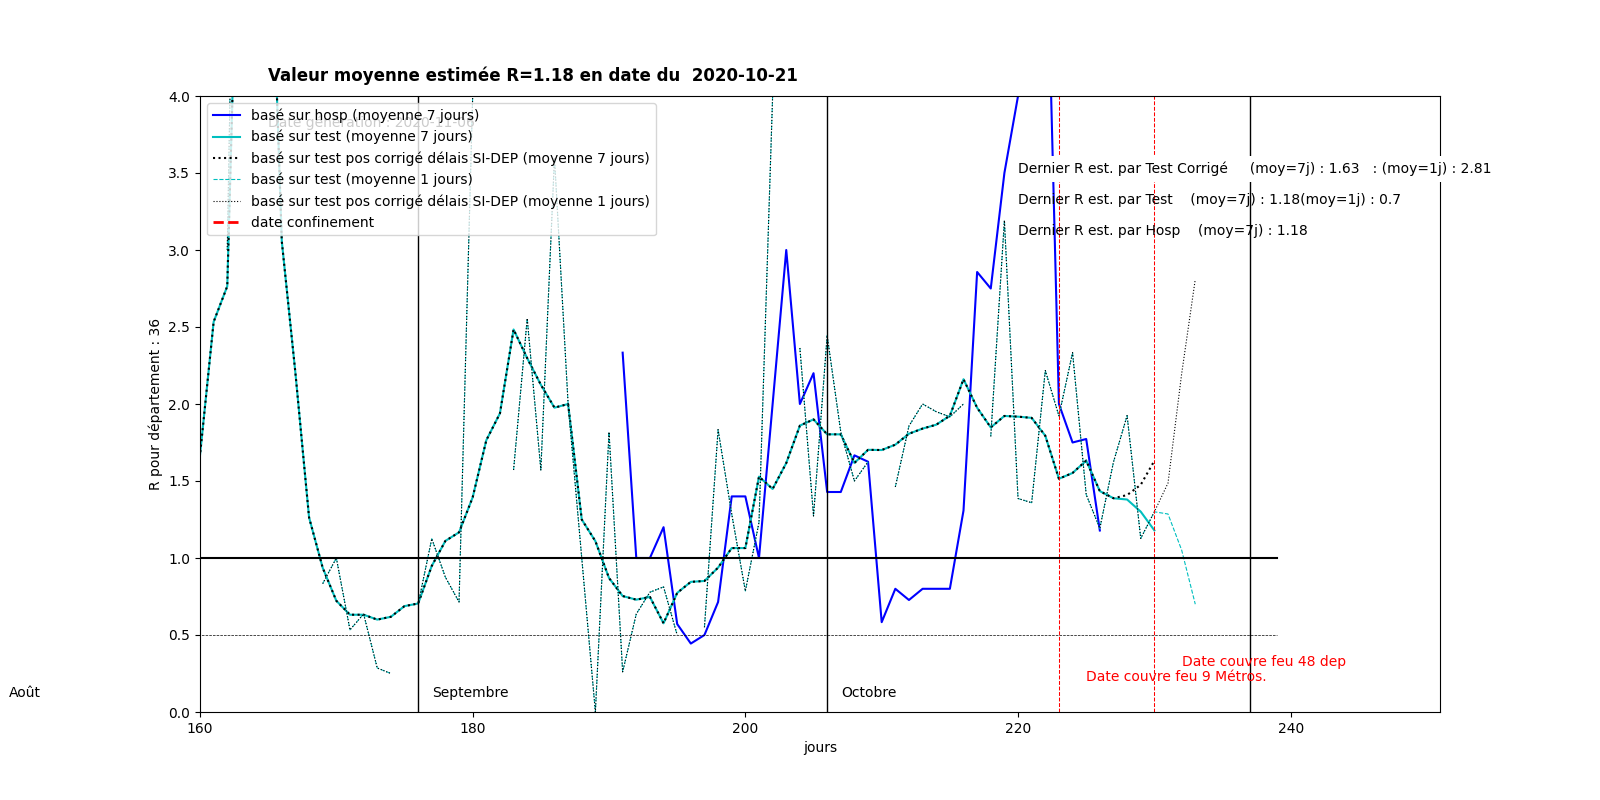 Valeur moyenne estimée R=1.18 en date du  2020-10-21
Date génération : 2020-11-06
basé sur hosp (moyenne 7 jours)
basé sur test (moyenne 7 jours)
basé sur test pos corrigé délais SI-DEP (moyenne 7 jours)
basé sur test (moyenne 1 jours)
basé sur test pos corrigé délais SI-DEP (moyenne 1 jours)
date confinement
Dernier R est. par Test Corrigé     (moy=7j) : 1.63   : (moy=1j) : 2.81
Dernier R est. par Test    (moy=7j) : 1.18(moy=1j) : 0.7
Dernier R est. par Hosp    (moy=7j) : 1.18
4.0
3.5
3.0
2.5
2.0
1.5
1.0
0.5
0.0
R pour département : 36
Date couvre feu 48 dep
Date couvre feu 9 Métros.
Août
Septembre
Octobre
160 180 200 220 240
jours